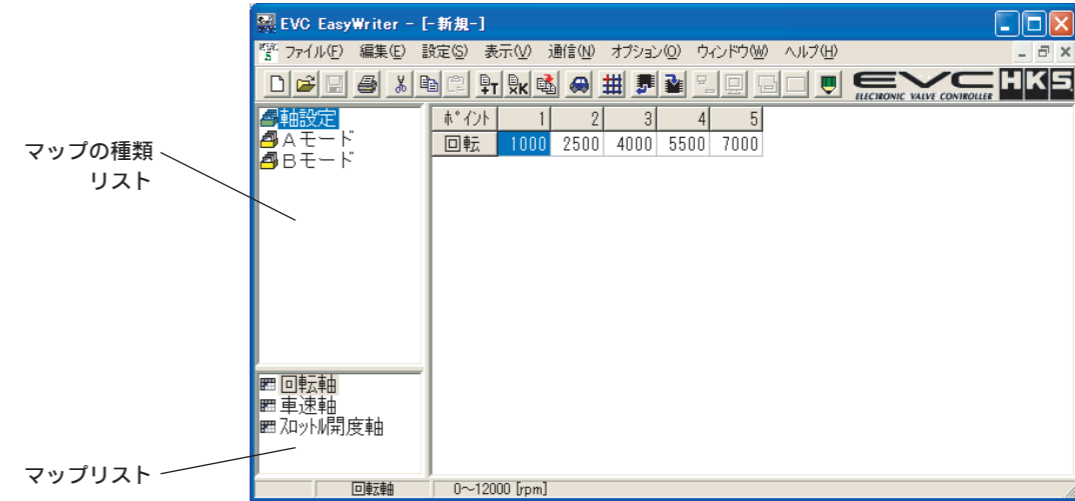 EVC EasyWriter - [-新規-]
ファイル(F) 編集(E) 設定(S) 表示(V) 通信(N) オプション(O) ウィンドウ(W) ヘルプ(H)
EVC HKS
ELECTRONIC VALVE CONTROLLER
軸設定
Aモード
Bモード
ポイント 1 2 3 4 5
回転 1000 2500 4000 5500 7000
マップの種類
リスト
回転軸
車速軸
スロットル開度軸
マップリスト
回転軸 0~12000 [rpm]